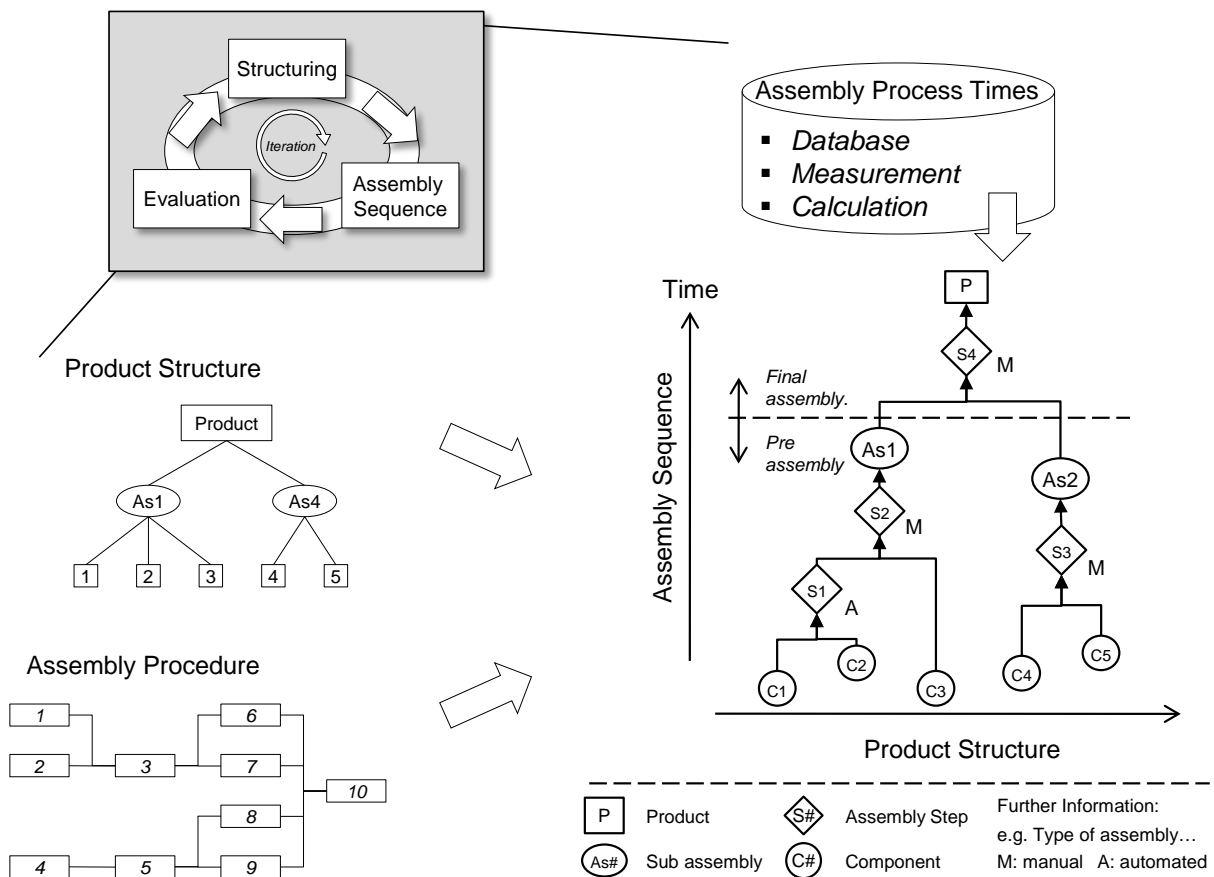 Structuring
Iteration
Evaluation
Assembly
Sequence
Assembly Process Times
▪ Database
▪ Measurement
▪ Calculation
Product Structure
Product
As1
As4
1
2
3
4
5
Assembly Procedure
1
6
2
3
7
10
8
4
5
9
Time
Assembly Sequence
P
S4
M
Final
assembly.
Pre
assembly
As1
As2
S2
M
S3
M
S1
A
C2
C5
C1
C3
C4
Product Structure
P
Product
S#
Assembly Step
As#
Sub assembly
C#
Component
Further Information:
e.g. Type of assembly…
M: manual A: automated